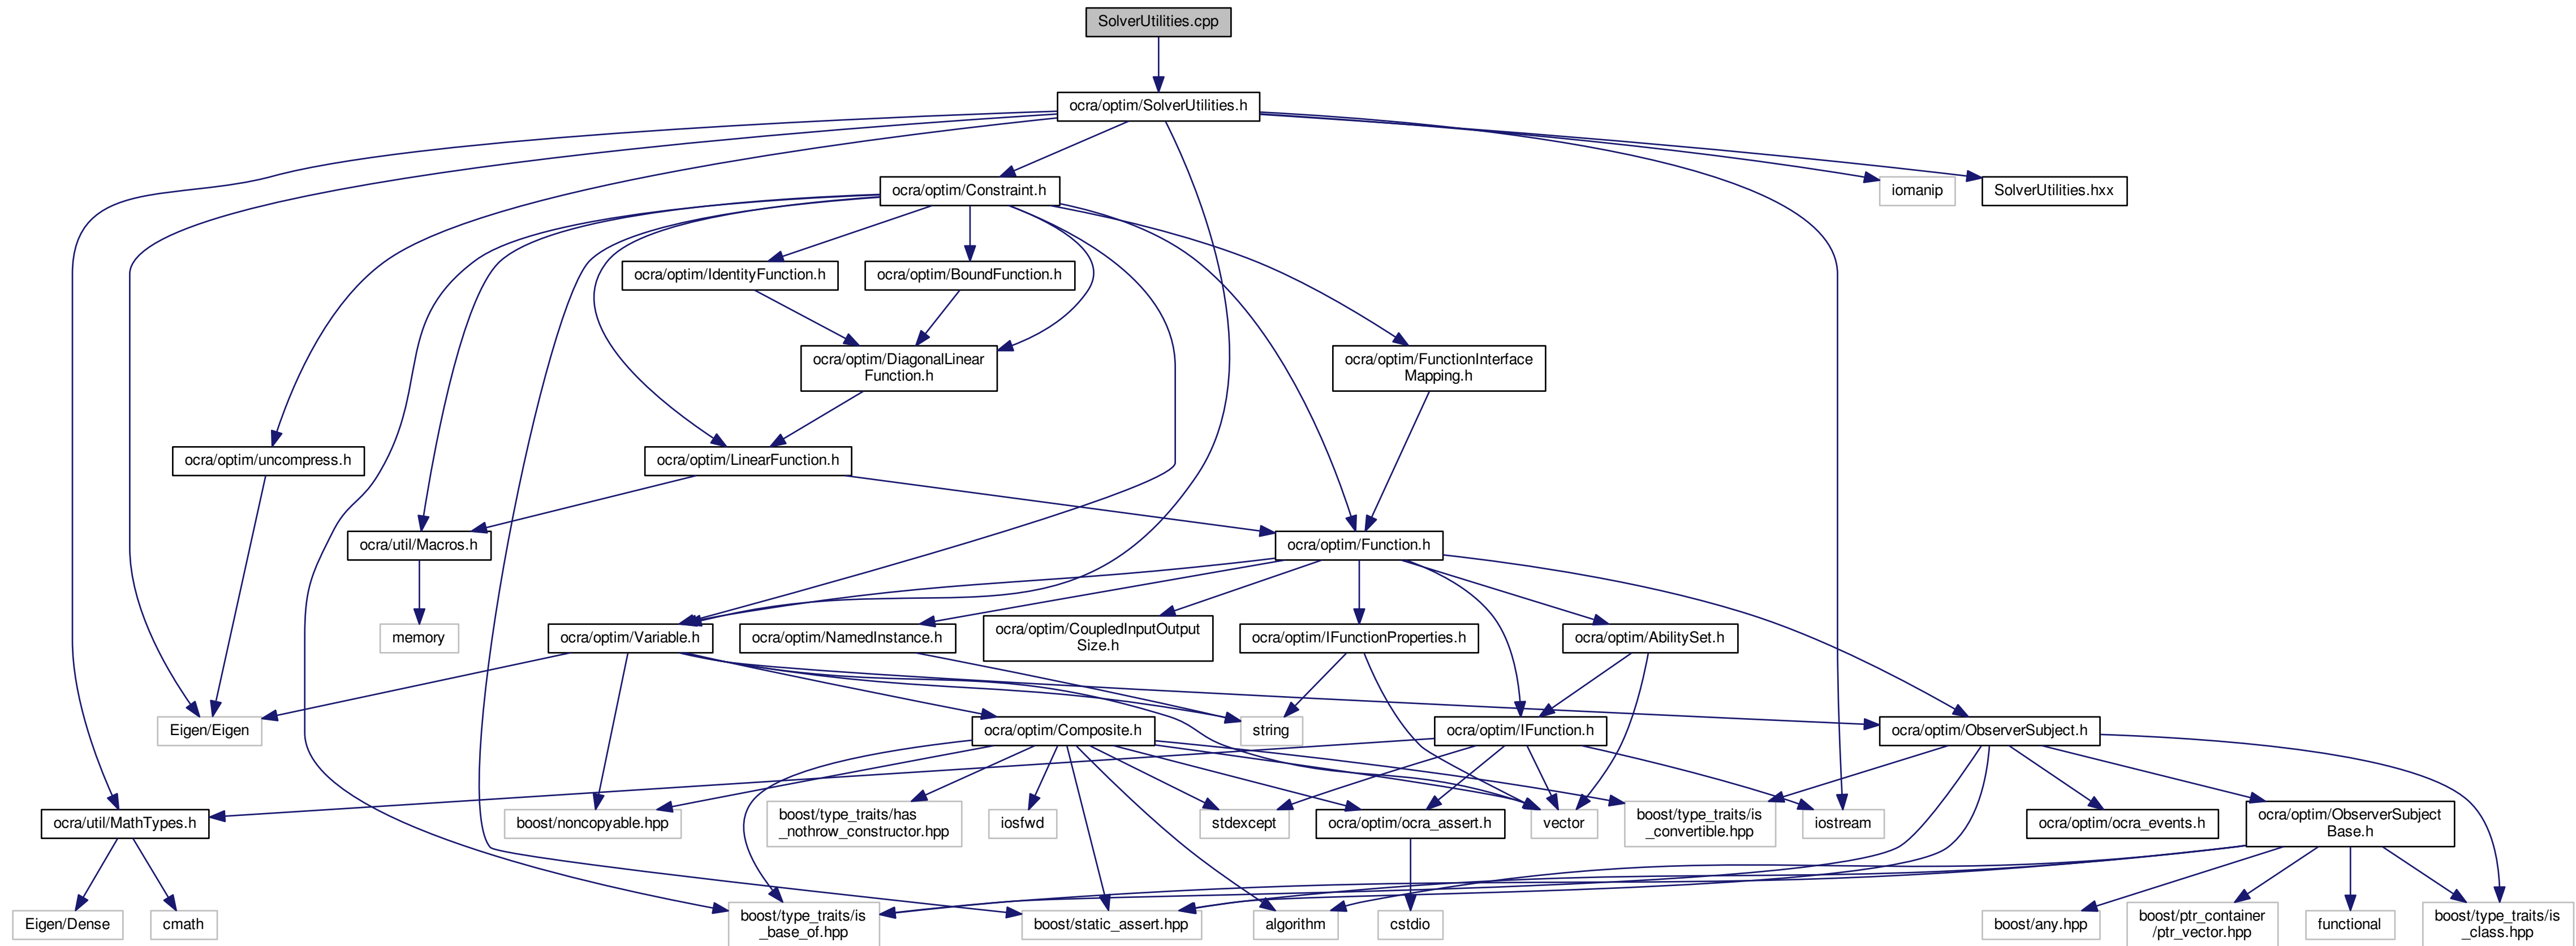 SolverUtilities.cpp
ocra/optim/SolverUtilities.h
ocra/optim/Constraint.h
iomanip
SolverUtilities.hxx
ocra/optim/IdentityFunction.h
ocra/optim/BoundFunction.h
ocra/optim/DiagonalLinear
Function.h
ocra/optim/FunctionInterface
Mapping.h
ocra/optim/uncompress.h
ocra/optim/LinearFunction.h
ocra/util/Macros.h
ocra/optim/Function.h
memory
ocra/optim/Variable.h
ocra/optim/NamedInstance.h
ocra/optim/CoupledInputOutput
Size.h
ocra/optim/IFunctionProperties.h
ocra/optim/AbilitySet.h
Eigen/Eigen
ocra/optim/Composite.h
string
ocra/optim/IFunction.h
ocra/optim/ObserverSubject.h
ocra/util/MathTypes.h
boost/noncopyable.hpp
boost/type_traits/has
_nothrow_constructor.hpp
iosfwd
stdexcept
ocra/optim/ocra_assert.h
vector
boost/type_traits/is
_convertible.hpp
iostream
ocra/optim/ocra_events.h
ocra/optim/ObserverSubject
Base.h
Eigen/Dense
cmath
boost/type_traits/is
_base_of.hpp
boost/static_assert.hpp
algorithm
cstdio
boost/any.hpp
boost/ptr_container
/ptr_vector.hpp
functional
boost/type_traits/is
_class.hpp